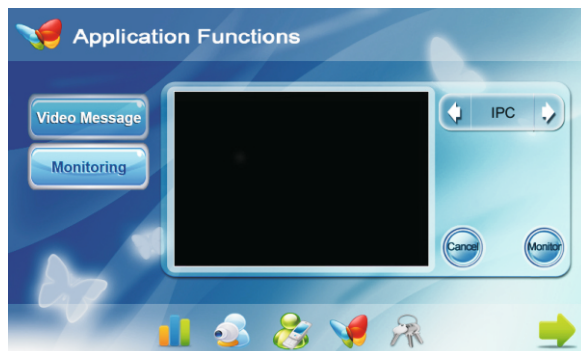 Application Functions
Video Message
IPC
Monitoring
Cancel
Monitor